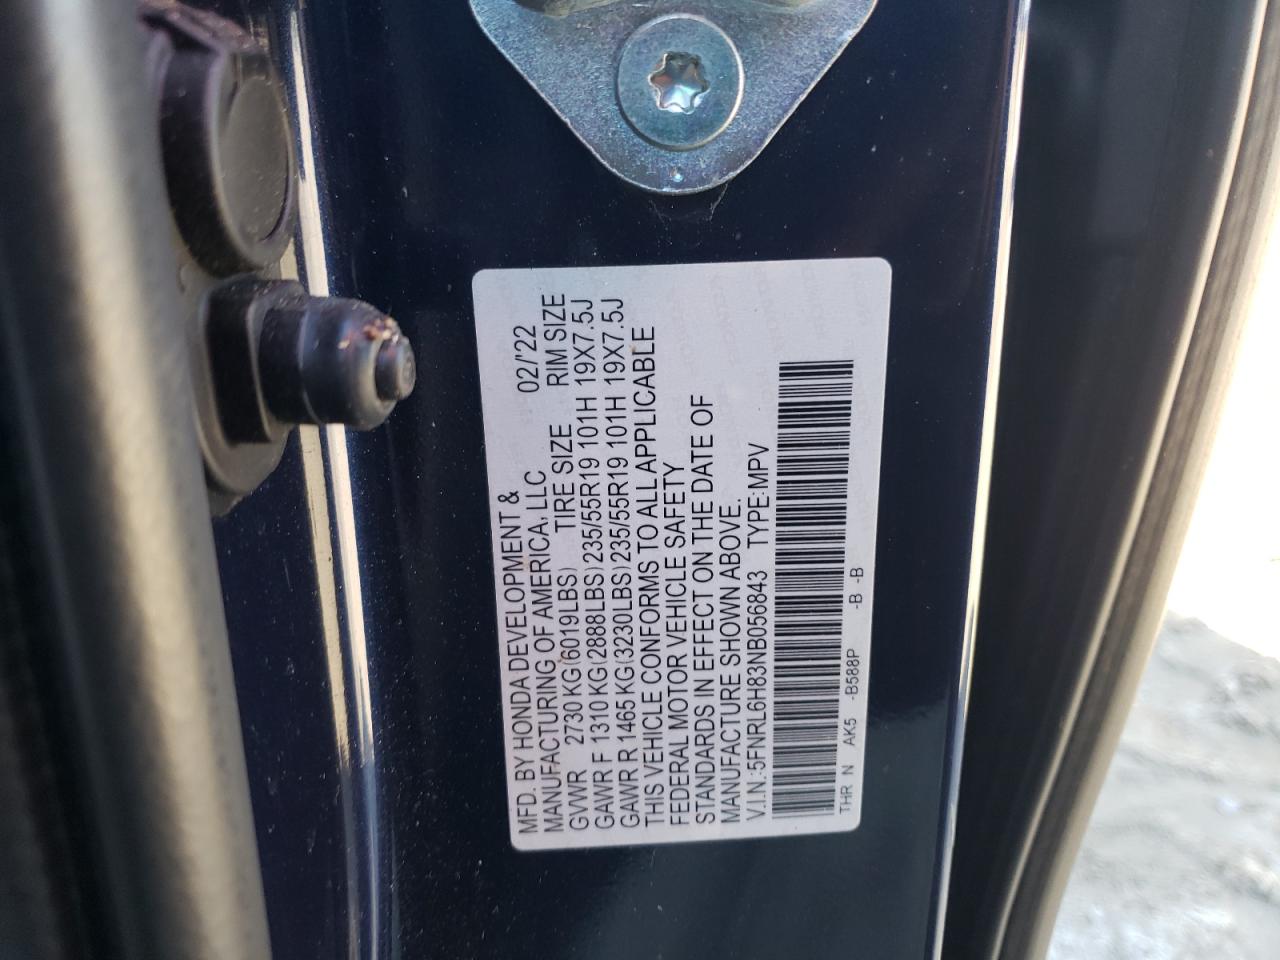 MFD. BY HONDA DEVELOPMENT &
MANUFACTURING OF AMERICA, LLC 02/'22
GVWR 2730 KG(6019LBS) TIRE SIZE RIM SIZE
GAWR F 1310 KG(2888LBS)235/55R19 101H 19X7.5J
GAWR R 1465 KG(3230LBS)235/55R19 101H 19X7.5J
THIS VEHICLE CONFORMS TO ALL APPLICABLE
FEDERAL MOTOR VEHICLE SAFETY
STANDARDS IN EFFECT ON THE DATE OF
MANUFACTURE SHOWN ABOVE.
V.I.N.:5FNRL6H83NB056843 TYPE:MPV
THR N AK5 -B588P -B -B